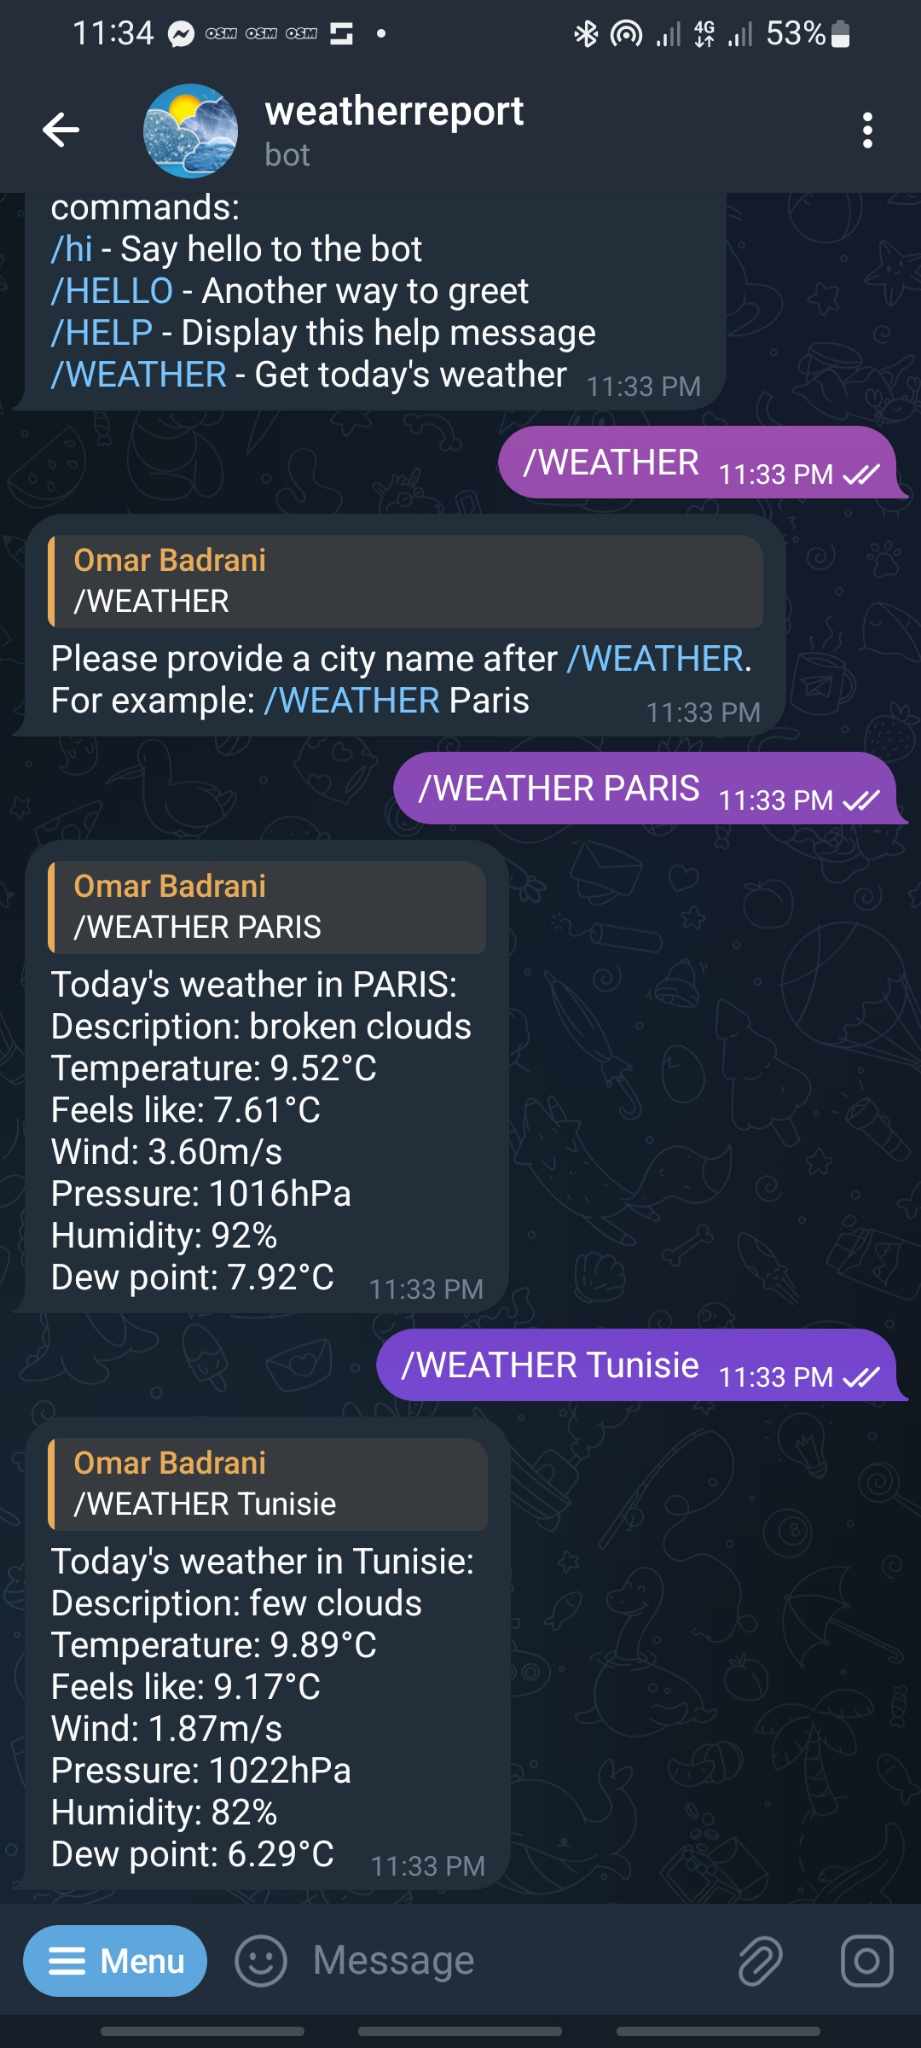 11:34 OSM OSM OSM 4G 53%
weatherreport
bot
commands:
/hi - Say hello to the bot
/HELLO - Another way to greet
/HELP - Display this help message
/WEATHER - Get today's weather 11:33 PM
/WEATHER 11:33 PM
Omar Badrani
/WEATHER
Please provide a city name after /WEATHER.
For example: /WEATHER Paris 11:33 PM
/WEATHER PARIS 11:33 PM
Omar Badrani
/WEATHER PARIS
Today's weather in PARIS:
Description: broken clouds
Temperature: 9.52°C
Feels like: 7.61°C
Wind: 3.60m/s
Pressure: 1016hPa
Humidity: 92%
Dew point: 7.92°C 11:33 PM
/WEATHER Tunisie 11:33 PM
Omar Badrani
/WEATHER Tunisie
Today's weather in Tunisie:
Description: few clouds
Temperature: 9.89°C
Feels like: 9.17°C
Wind: 1.87m/s
Pressure: 1022hPa
Humidity: 82%
Dew point: 6.29°C 11:33 PM
Menu Message